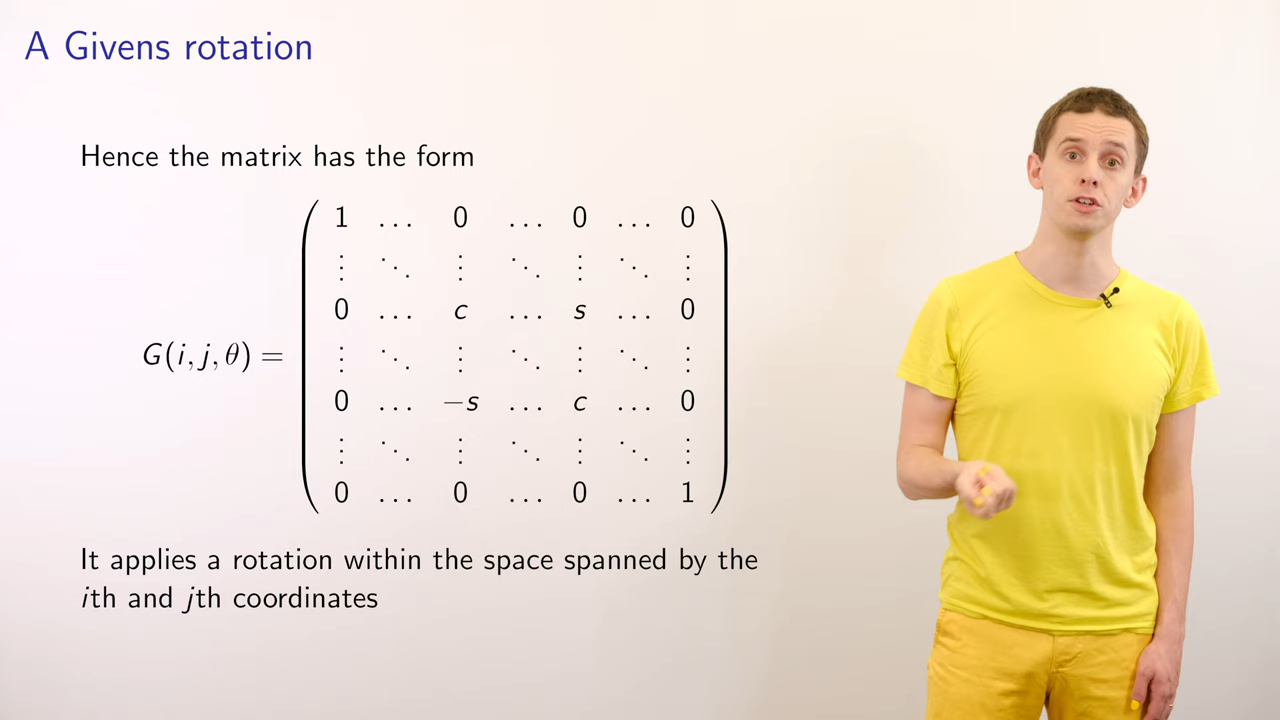 A Givens rotation
Hence the matrix has the form
1 … 0 … 0 … 0
⋮ ⋱ ⋮ ⋱ ⋮ ⋱ ⋮
0 … c … s … 0
G(i, j, θ) = ⋮ ⋱ ⋮ ⋱ ⋮ ⋱ ⋮
0 … −s … c … 0
⋮ ⋱ ⋮ ⋱ ⋮ ⋱ ⋮
0 … 0 … 0 … 1
It applies a rotation within the space spanned by the
ith and jth coordinates